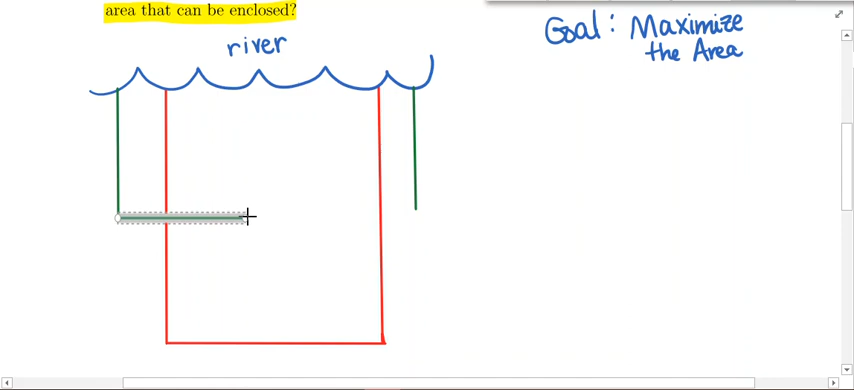 area that can be enclosed?
river
Goal: Maximize
the Area